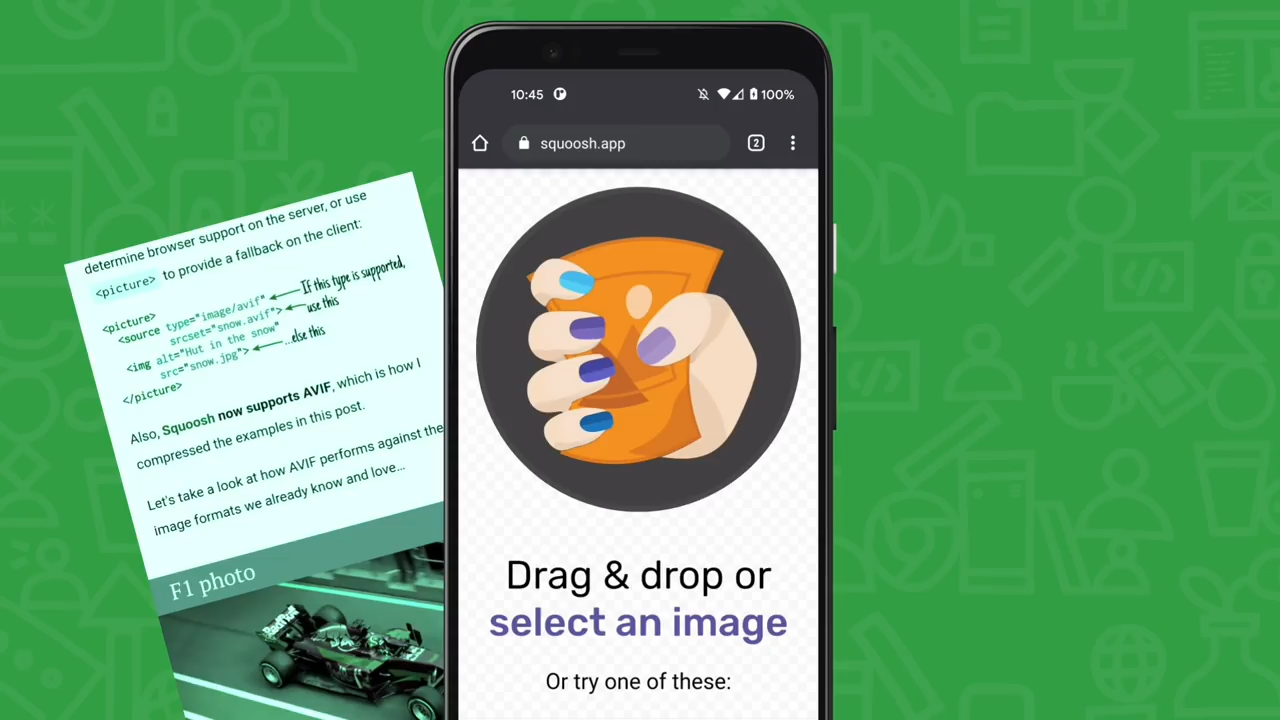 10:45
100%
squoosh.app
2
determine browser support on the server, or use
<picture> to provide a fallback on the client:
<picture>
<source type="image/avif"
srcset="snow.avif">
<img alt="Hut in the snow"
src="snow.jpg">
</picture>
If this type is supported,
use this
...else this
Also, Squoosh now supports AVIF, which is how I
compressed the examples in this post.
Let's take a look at how AVIF performs against the
image formats we already know and love...
F1 photo
Drag & drop or
select an image
Or try one of these: